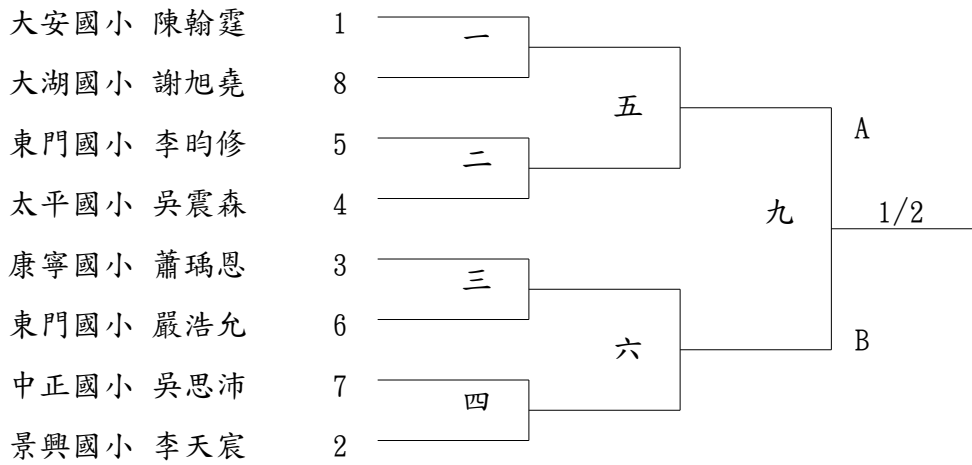 大安國小 陳翰霆 1
一
大湖國小 謝旭堯 8
五
A
東門國小 李昀修 5
二
太平國小 吳震森 4
九 1/2
康寧國小 蕭瑀恩 3
三
東門國小 嚴浩允 6
六
B
中正國小 吳思沛 7
四
景興國小 李天宸 2